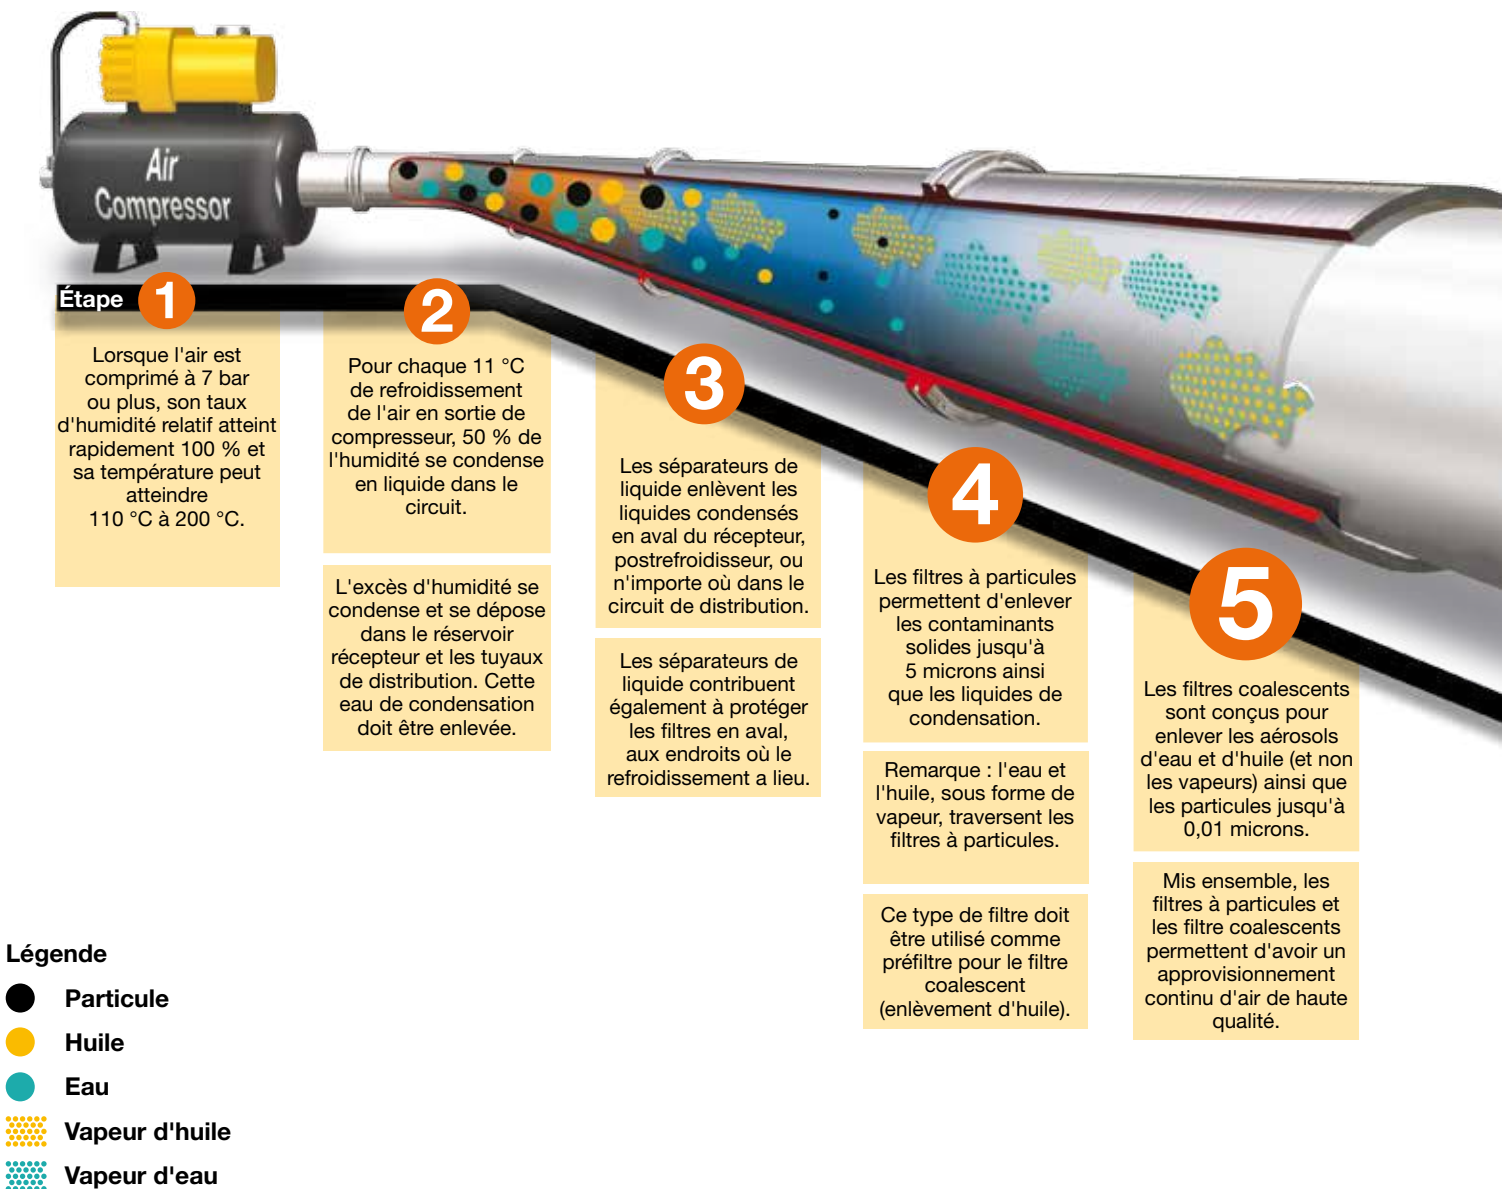 Air
Compressor
Étape
1
Lorsque l'air est
comprimé à 7 bar
ou plus, son taux
d'humidité relatif atteint
rapidement 100 % et
sa température peut
atteindre
110 °C à 200 °C.
2
Pour chaque 11 °C
de refroidissement
de l'air en sortie de
compresseur, 50 % de
l'humidité se condense
en liquide dans le
circuit.
L'excès d'humidité se
condense et se dépose
dans le réservoir
récepteur et les tuyaux
de distribution. Cette
eau de condensation
doit être enlevée.
3
Les séparateurs de
liquide enlèvent les
liquides condensés
en aval du récepteur,
postrefroidisseur, ou
n'importe où dans le
circuit de distribution.
Les séparateurs de
liquide contribuent
également à protéger
les filtres en aval,
aux endroits où le
refroidissement a lieu.
4
Les filtres à particules
permettent d'enlever
les contaminants
solides jusqu'à
5 microns ainsi
que les liquides de
condensation.
Remarque : l'eau et
l'huile, sous forme de
vapeur, traversent les
filtres à particules.
Ce type de filtre doit
être utilisé comme
préfiltre pour le filtre
coalescent
(enlèvement d'huile).
5
Les filtres coalescents
sont conçus pour
enlever les aérosols
d'eau et d'huile (et non
les vapeurs) ainsi que
les particules jusqu'à
0,01 microns.
Mis ensemble, les
filtres à particules et
les filtre coalescents
permettent d'avoir un
approvisionnement
continu d'air de haute
qualité.
Légende
Particule
Huile
Eau
Vapeur d'huile
Vapeur d'eau